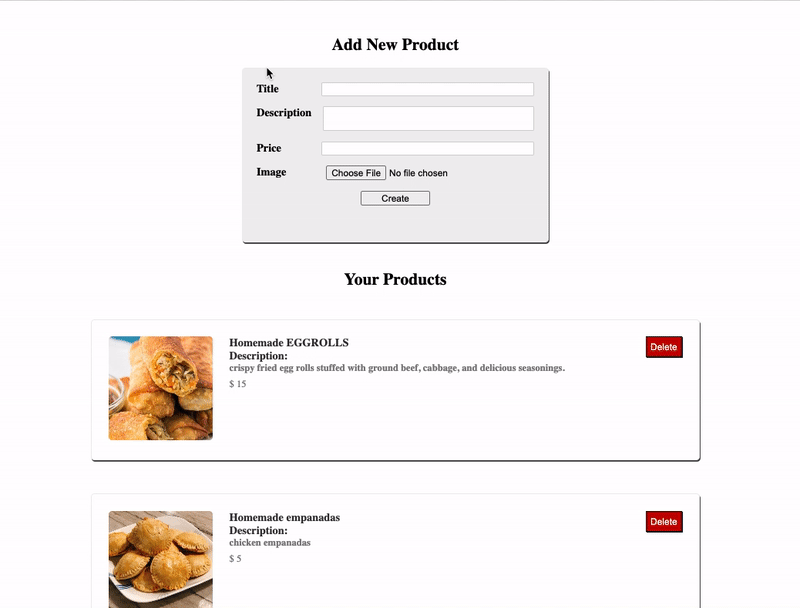 Add New Product
Title
Description
Price
Image
Choose File No file chosen
Create
Your Products
Homemade EGGROLLS
Delete
Description:
crispy fried egg rolls stuffed with ground beef, cabbage, and delicious seasonings.
$ 15
Homemade empanadas
Delete
Description:
chicken empanadas
$ 5